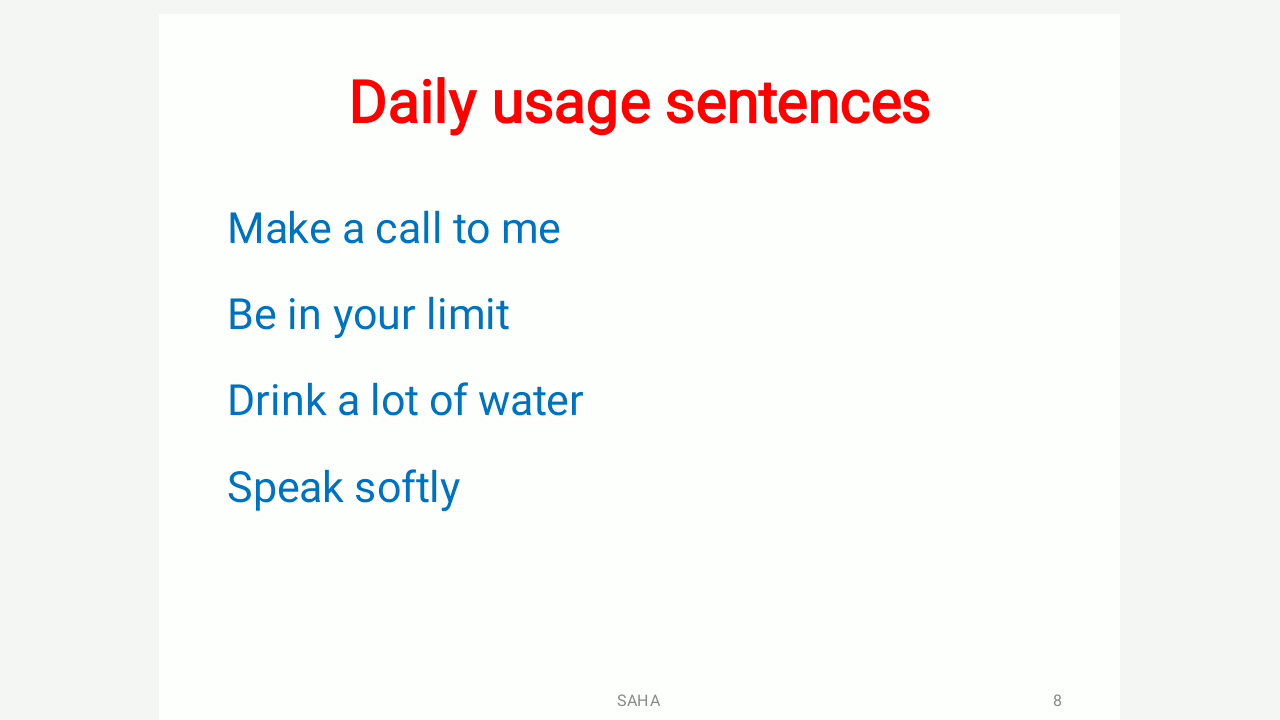 Daily usage sentences
Make a call to me
Be in your limit
Drink a lot of water
Speak softly
SAHA
8